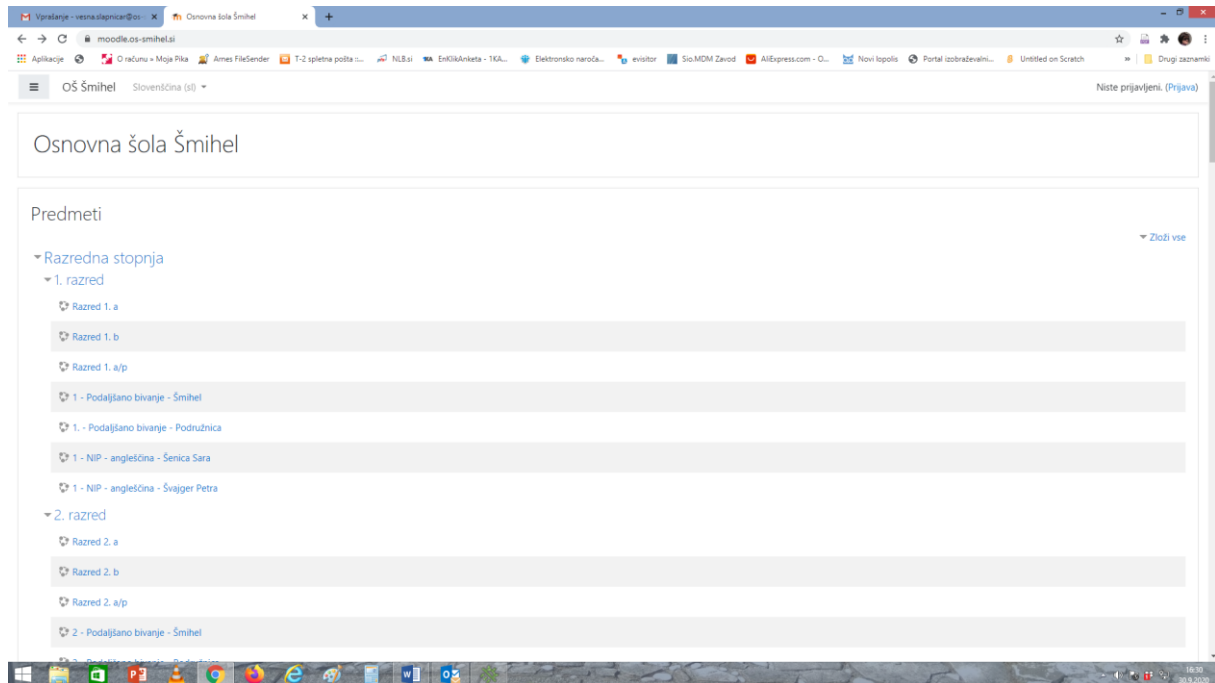 Vprašanje - vesna.slapnicar@os-
Osnovna šola Šmihel
moodle.os-smihel.si
Aplikacije
O računu » Moja Pika
Ames FileSender
T-2 spletna pošta ::...
NLB.si
EnKlikAnketa - 1KA...
Elektronsko naroča...
evisitor
Sio.MDM Zavod
AliExpress.com - O...
Novi lopolis
Portal izobraževalni...
Untitled on Scratch
»
Drugi zaznamki
OŠ Šmihel
Slovenščina (sl)
Niste prijavljeni. (Prijava)
Osnovna šola Šmihel
Predmeti
Zloži vse
Razredna stopnja
1. razred
Razred 1. a
Razred 1. b
Razred 1. a/p
1 - Podaljšano bivanje - Šmihel
1. - Podaljšano bivanje - Podružnica
1 - NIP - angleščina - Šenica Sara
1 - NIP - angleščina - Švajger Petra
2. razred
Razred 2. a
Razred 2. b
Razred 2. a/p
2 - Podaljšano bivanje - Šmihel
16:30
30.9.2020